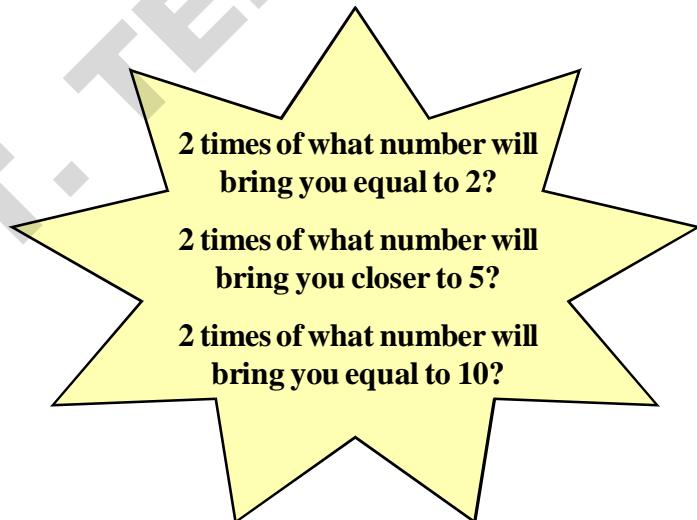 2 times of what number will
bring you equal to 2?
2 times of what number will
bring you closer to 5?
2 times of what number will
bring you equal to 10?